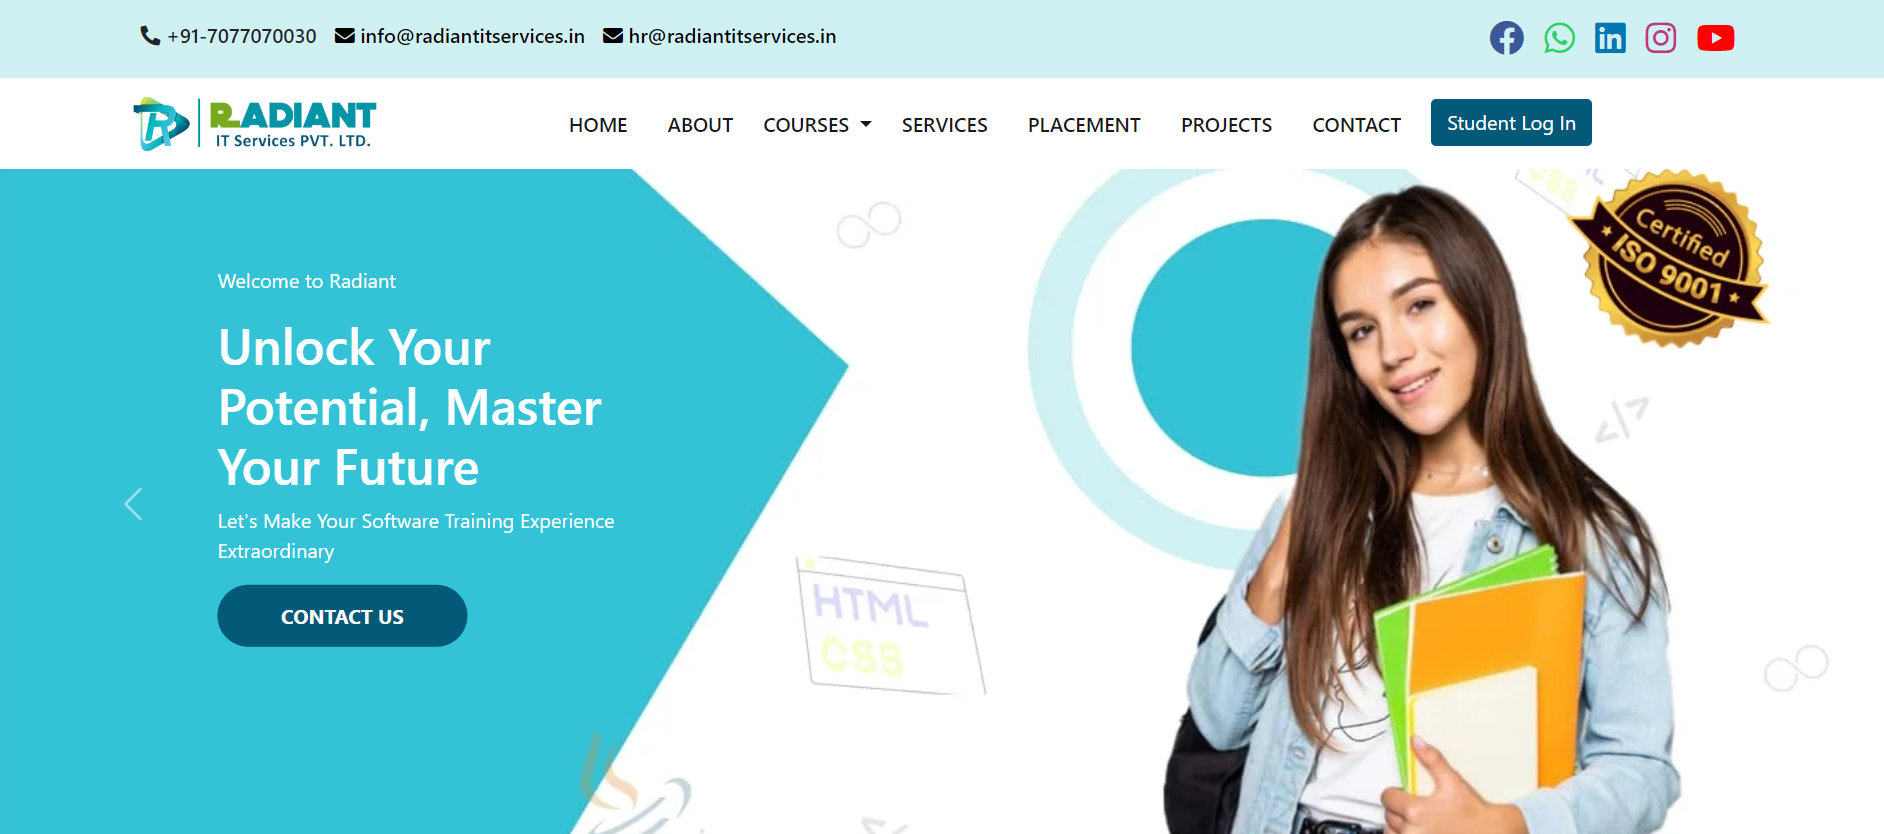 +91-7077070030 info@radiantitservices.in hr@radiantitservices.in
RADIANT
IT Services PVT. LTD.
HOME ABOUT COURSES SERVICES PLACEMENT PROJECTS CONTACT Student Log In
CSS
Certified
ISO 9001
Welcome to Radiant
Unlock Your
Potential, Master
Your Future
Let's Make Your Software Training Experience
Extraordinary
CONTACT US
</>
HTML
CSS